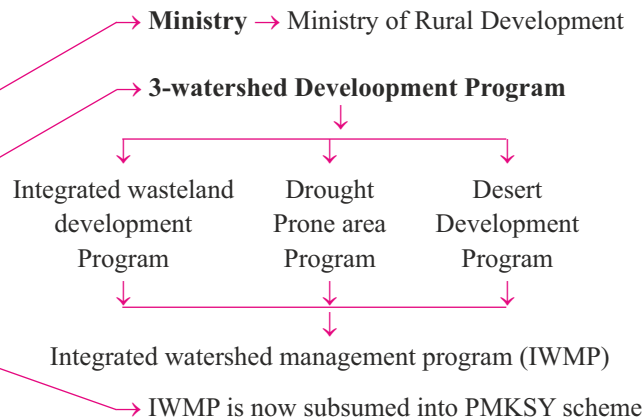 Ministry → Ministry of Rural Development
3-watershed Develoopment Program
Integrated wasteland development Program
Drought Prone area Program
Desert Development Program
Integrated watershed management program (IWMP)
IWMP is now subsumed into PMKSY scheme